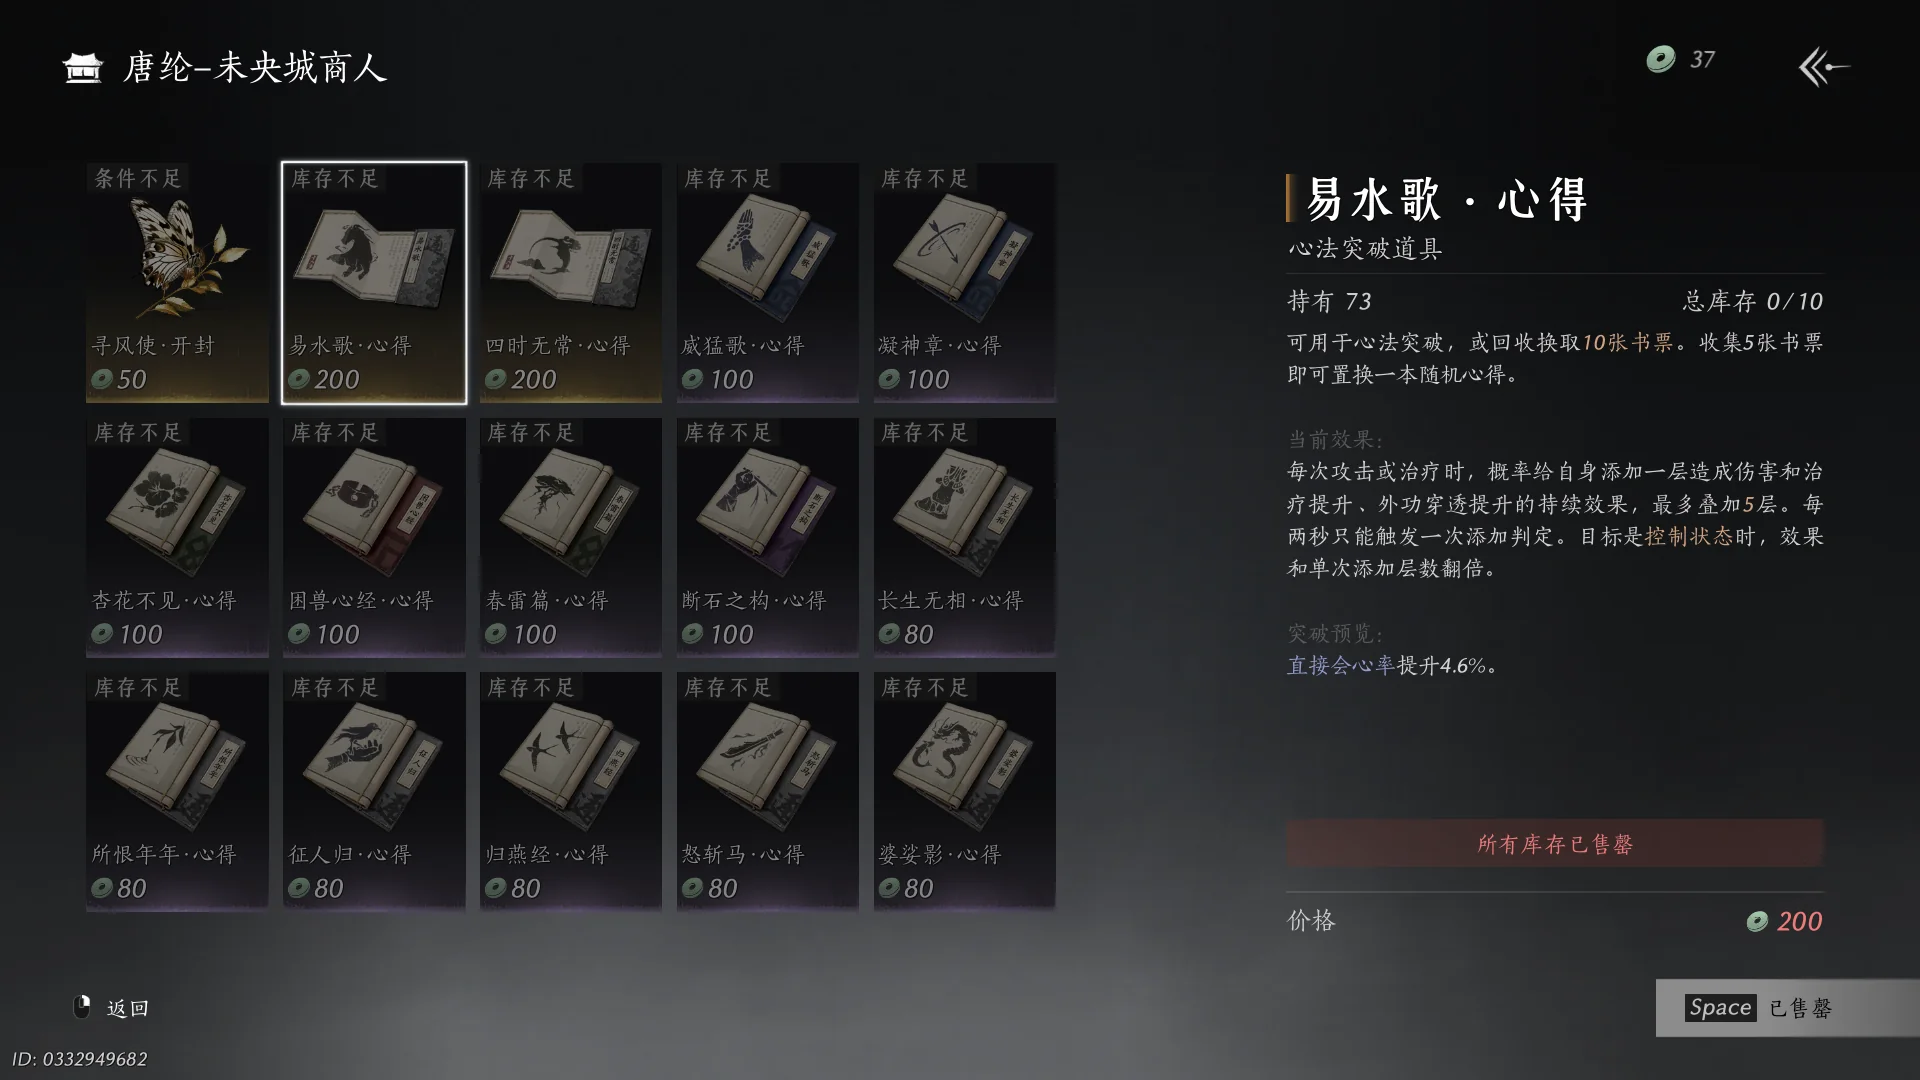 唐纶-未央城商人
37
条件不足
寻风使·开封
50
库存不足
易水歌·心得
200
库存不足
四时无常·心得
200
库存不足
威猛歌·心得
100
库存不足
凝神章·心得
100
库存不足
杏花不见·心得
100
库存不足
困兽心经·心得
100
库存不足
春雷篇·心得
100
库存不足
断石之构·心得
100
库存不足
长生无相·心得
80
库存不足
所恨年年·心得
80
库存不足
征人归·心得
80
库存不足
归燕经·心得
80
库存不足
怒斩马·心得
80
库存不足
婆娑影·心得
80
易水歌·心得
心法突破道具
持有 73
总库存 0/10
可用于心法突破，或回收换取10张书票。收集5张书票
即可置换一本随机心得。
当前效果：
每次攻击或治疗时，概率给自身添加一层造成伤害和治
疗提升、外功穿透提升的持续效果，最多叠加5层。每
两秒只能触发一次添加判定。目标是控制状态时，效果
和单次添加层数翻倍。
突破预览：
直接会心率提升4.6%。
所有库存已售罄
价格
200
返回
Space 已售罄
ID: 0332949682